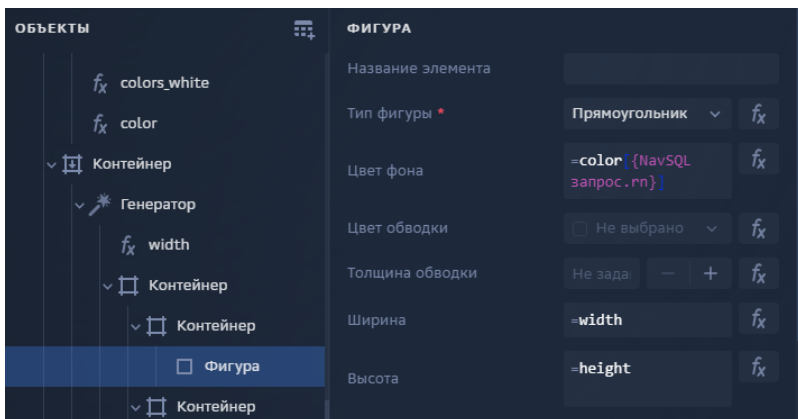 ОБЪЕКТЫ
colors_white
color
Контейнер
Генератор
width
Контейнер
Контейнер
Фигура
Контейнер
ФИГУРА
Название элемента
Тип фигуры * Прямоугольник
Цвет фона =color[{NavSQL
запрос.rn}]
Цвет обводки Не выбрано
Толщина обводки Не зада
Ширина =width
Высота =height